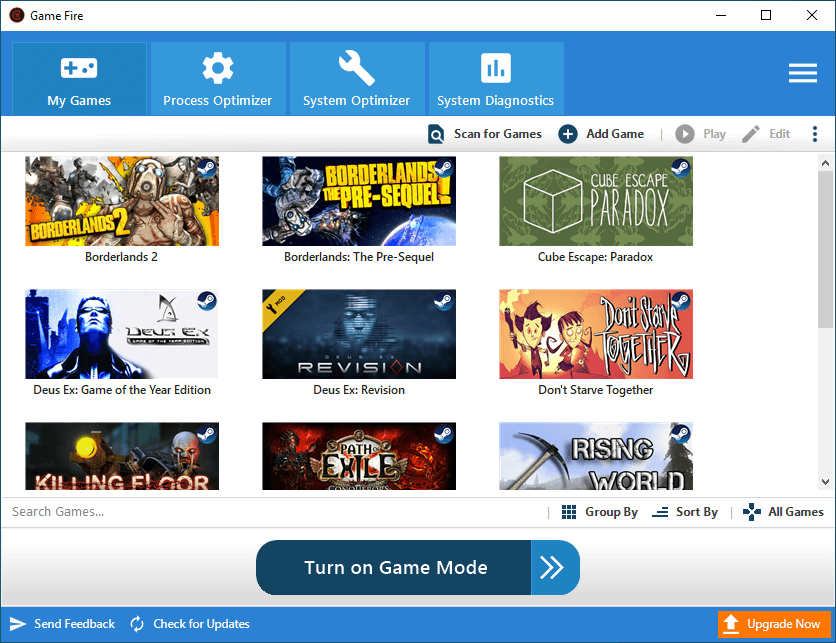 Game Fire
My Games
Process Optimizer
System Optimizer
System Diagnostics
Scan for Games
Add Game
Play
Edit
BORDERLANDS 2
BORDERLANDS
THE PRE-SEQUEL!
CUBE ESCAPE
PARADOX
Borderlands 2
Borderlands: The Pre-Sequel
Cube Escape: Paradox
DEUS EX
GAME OF THE YEAR EDITION
MOD
DEUS EX
REVISION
Don't Starve
TOGETHER
Deus Ex: Game of the Year Edition
Deus Ex: Revision
Don't Starve Together
KILLING FLOOR
PATH OF
EXILE
RISING
WORLD
Search Games...
Group By
Sort By
All Games
Turn on Game Mode
Send Feedback
Check for Updates
Upgrade Now